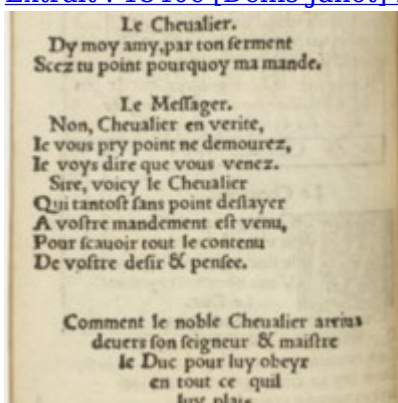 Le Cheualier.
Dy moy amy,par ton ſerment
Scez tu point pourquoy ma mande.
Le Meſſager.
Non, Cheualier en verite,
Ie vous pry point ne demourez,
Ie voys dire que vous venez.
Sire, voicy le Cheualier
Qui tantoſt ſans point deſlayer
A voſtre mandement eſt venu,
Pour ſcauoir tout le contenu
De voſtre deſir & penſee.
Comment le noble Cheualier arriua
deuers ſon ſeigneur & maiſtre
le Duc pour luy obeyr
en tout ce quil
luy plaiſ